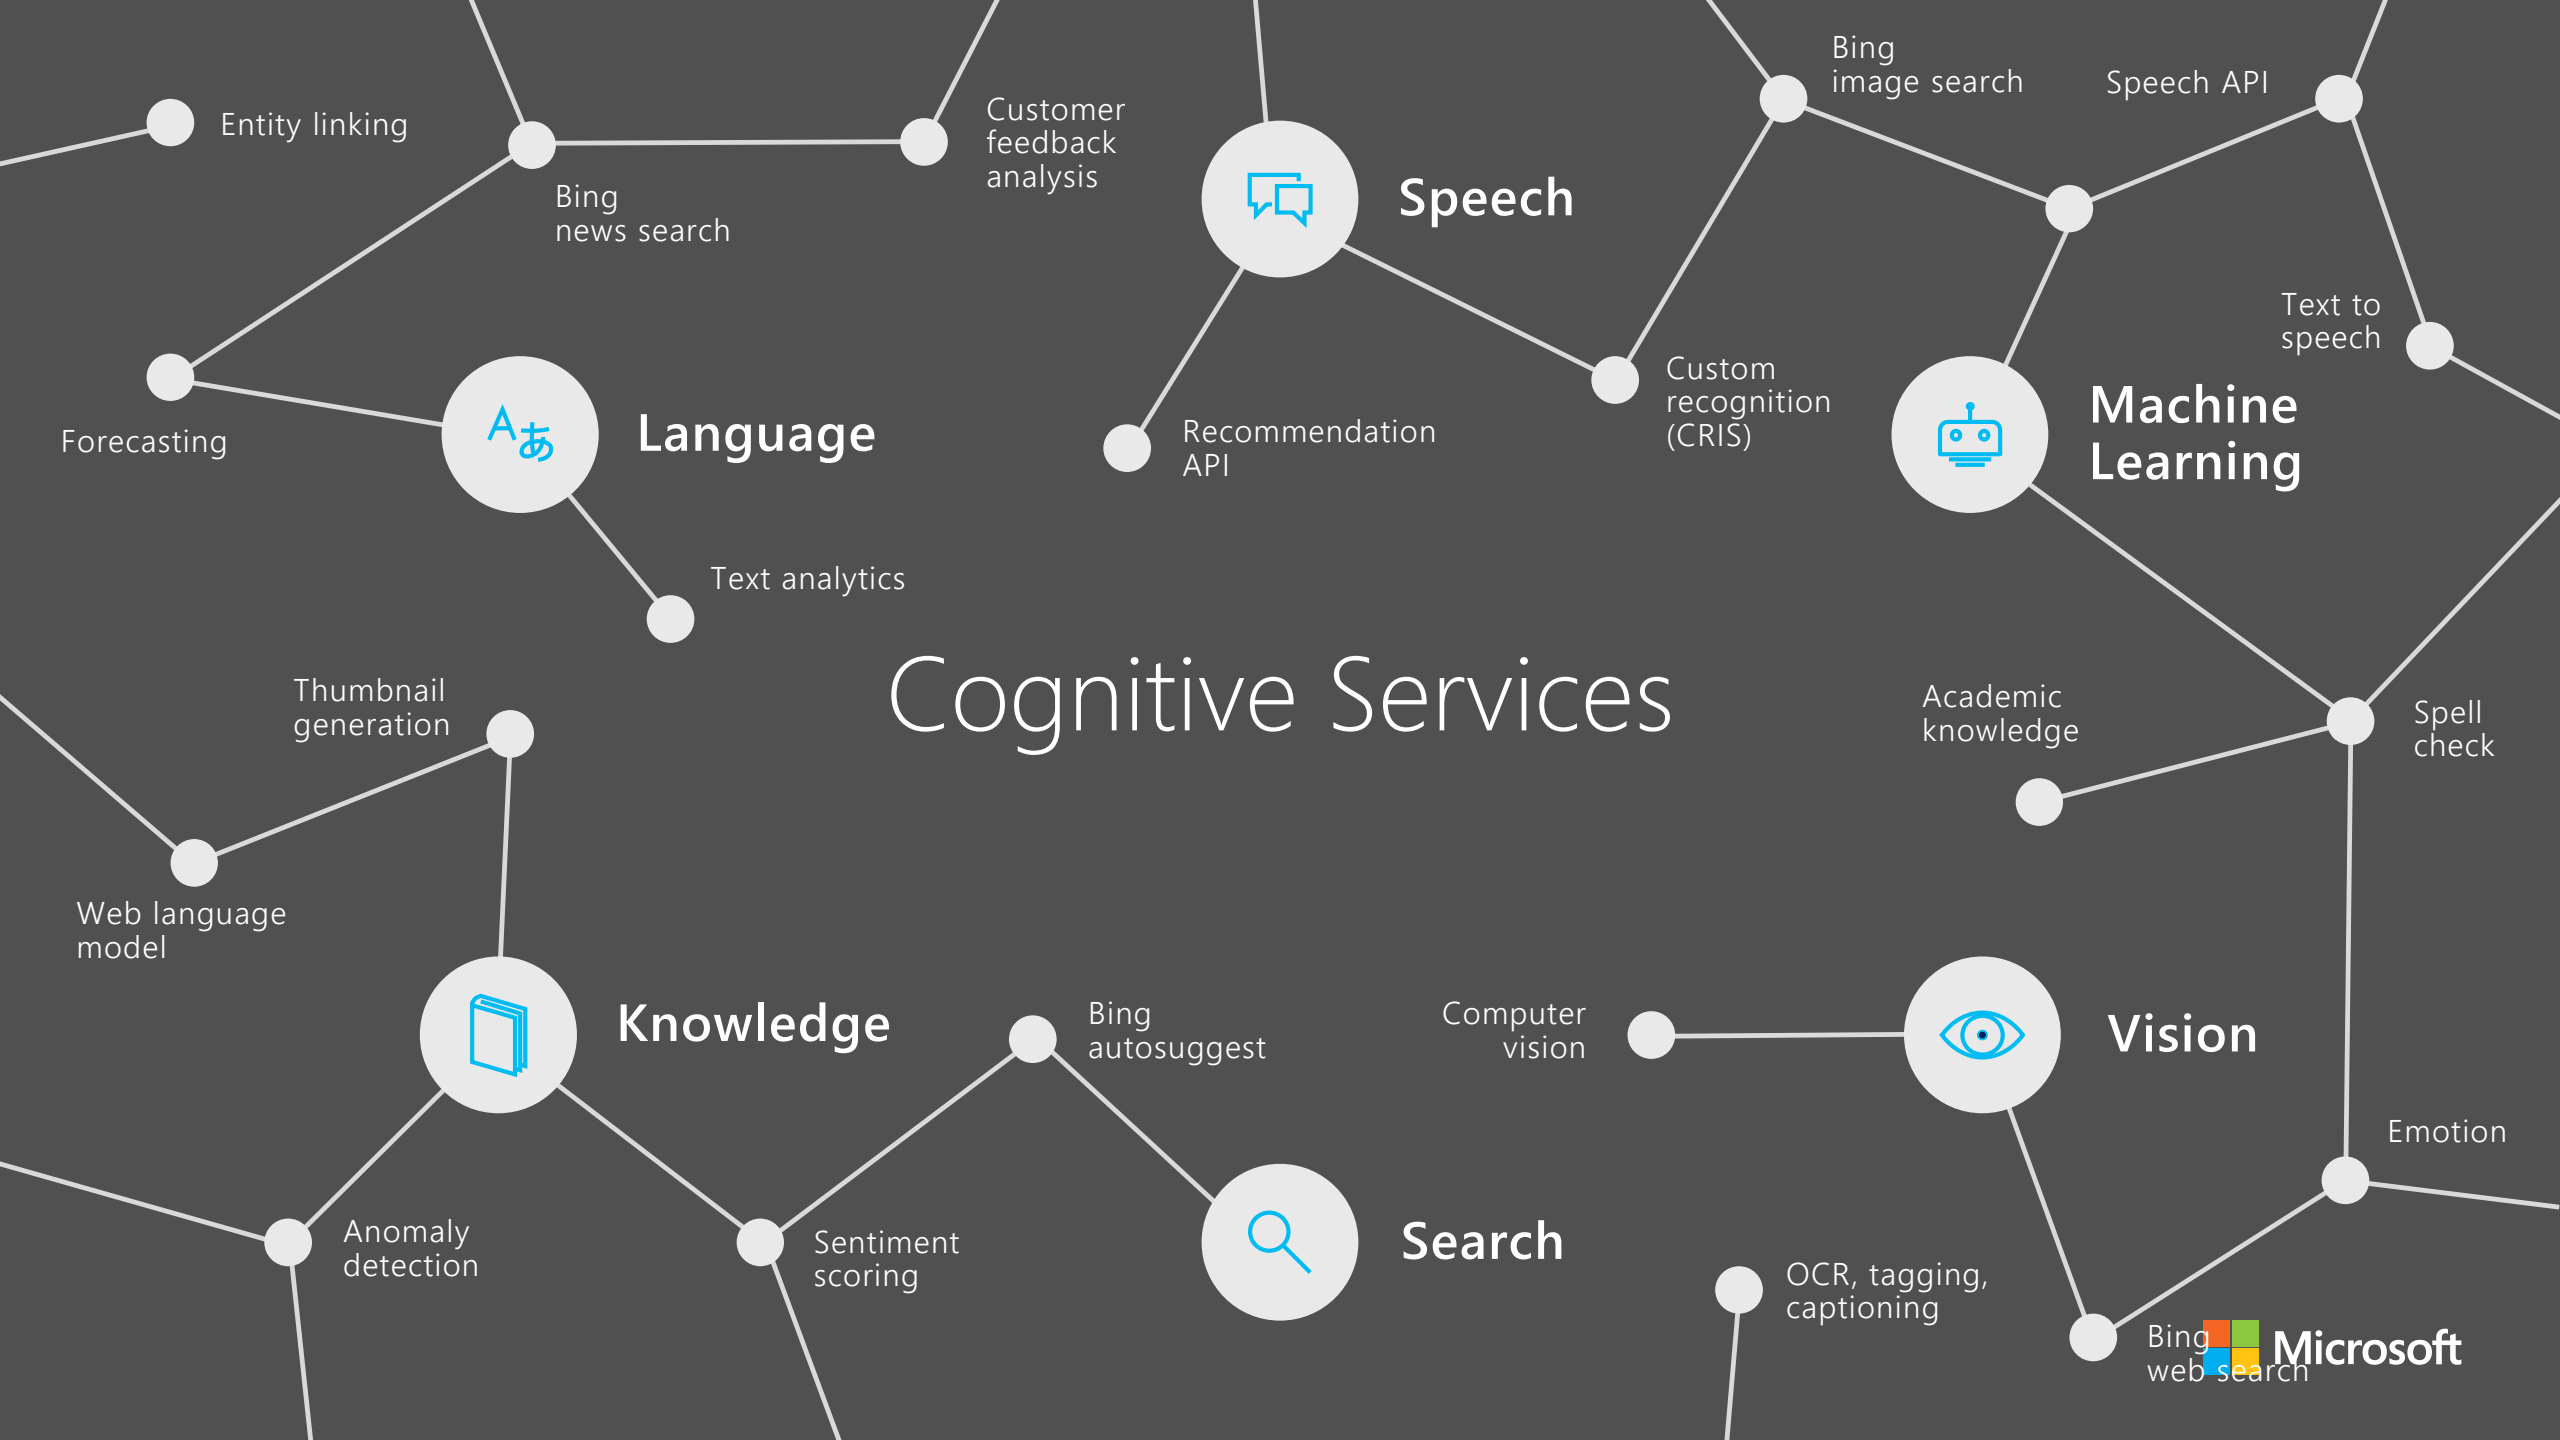 Bing
image search
Speech API
Entity linking
Customer
feedback
analysis
Bing
news search
Speech
Text to
speech
Custom
recognition
(CRIS)
Machine
Learning
Forecasting
Language
Recommendation
API
Aあ
Text analytics
Thumbnail
generation
Cognitive Services
Academic
knowledge
Spell
check
Web language
model
Knowledge
Bing
autosuggest
Computer
vision
Vision
Emotion
Anomaly
detection
Sentiment
scoring
Search
OCR, tagging,
captioning
Bing
web search
Microsoft